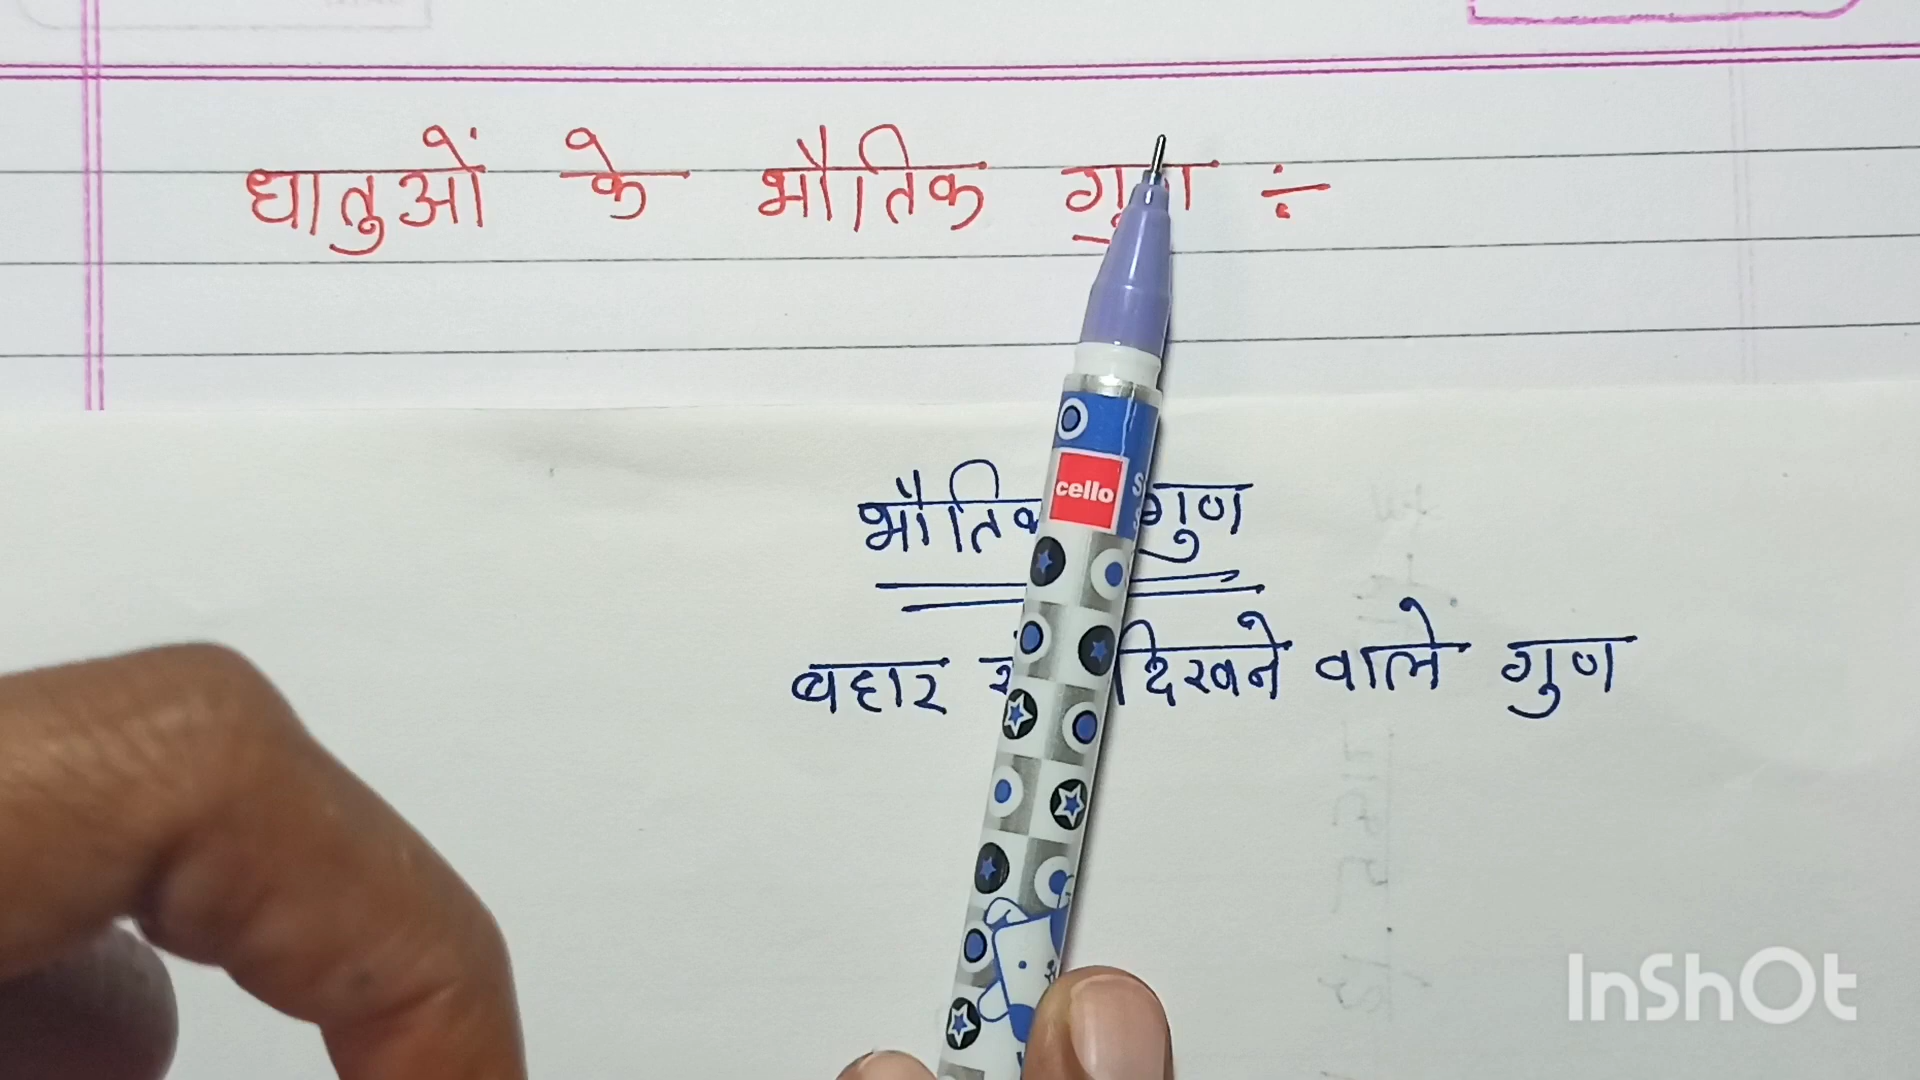 धातुओं के भौतिक गुण ÷
भौतिक गुण
बहार से दिखने वाले गुण
cello
InShOt